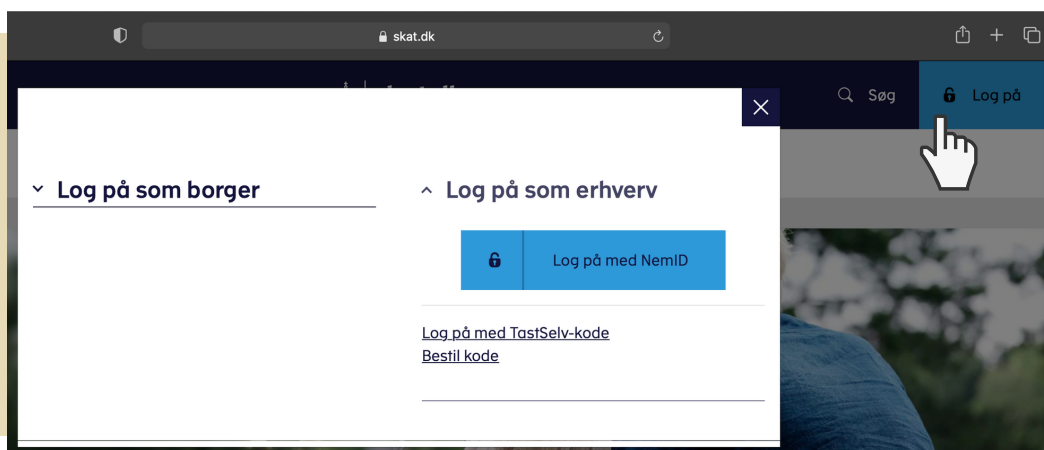 skat.dk
Søg
Log på
Log på som borger
Log på som erhverv
Log på med NemID
Log på med TastSelv-kode
Bestil kode